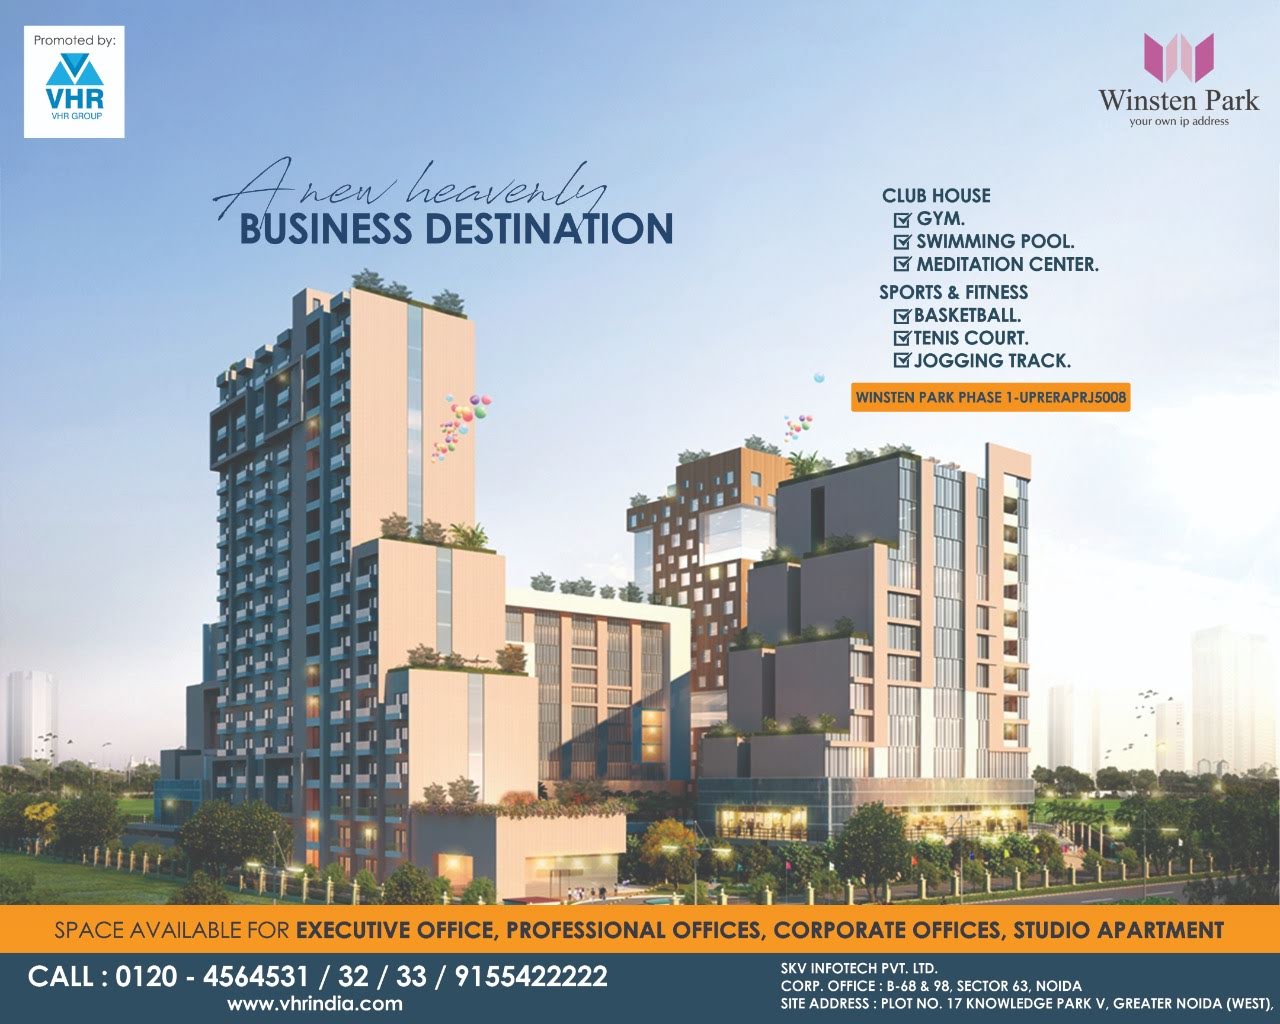 Promoted by:
VHR
VHR GROUP
Winsten Park
your own ip address
A new heavenly
BUSINESS DESTINATION
CLUB HOUSE
GYM.
SWIMMING POOL.
MEDITATION CENTER.
SPORTS & FITNESS
BASKETBALL.
TENIS COURT.
JOGGING TRACK.
WINSTEN PARK PHASE 1-UPRERAPRJ5008
SPACE AVAILABLE FOR EXECUTIVE OFFICE, PROFESSIONAL OFFICES, CORPORATE OFFICES, STUDIO APARTMENT
CALL : 0120 - 4564531 / 32 / 33 / 9155422222
www.vhrindia.com
SKV INFOTECH PVT. LTD.
CORP. OFFICE : B-68 & 98, SECTOR 63, NOIDA
SITE ADDRESS : PLOT NO. 17 KNOWLEDGE PARK V, GREATER NOIDA (WEST),